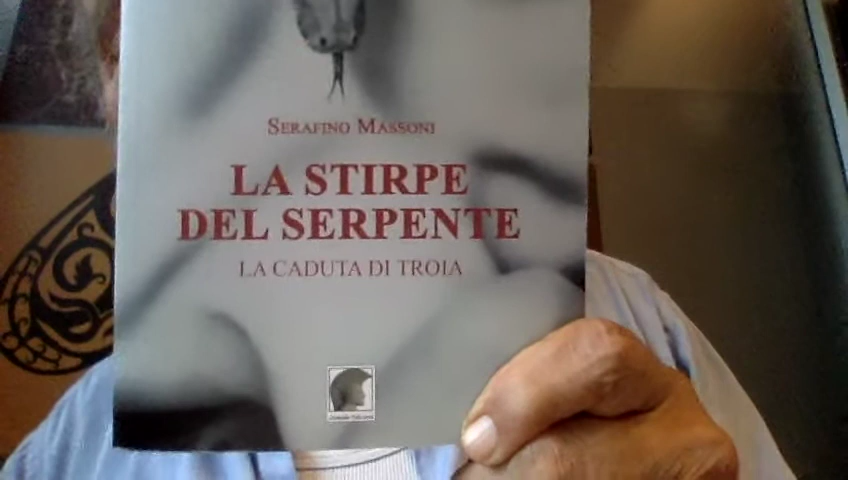 SERAFINO MASSONI
LA STIRPE
DEL SERPENTE
LA CADUTA DI TROIA